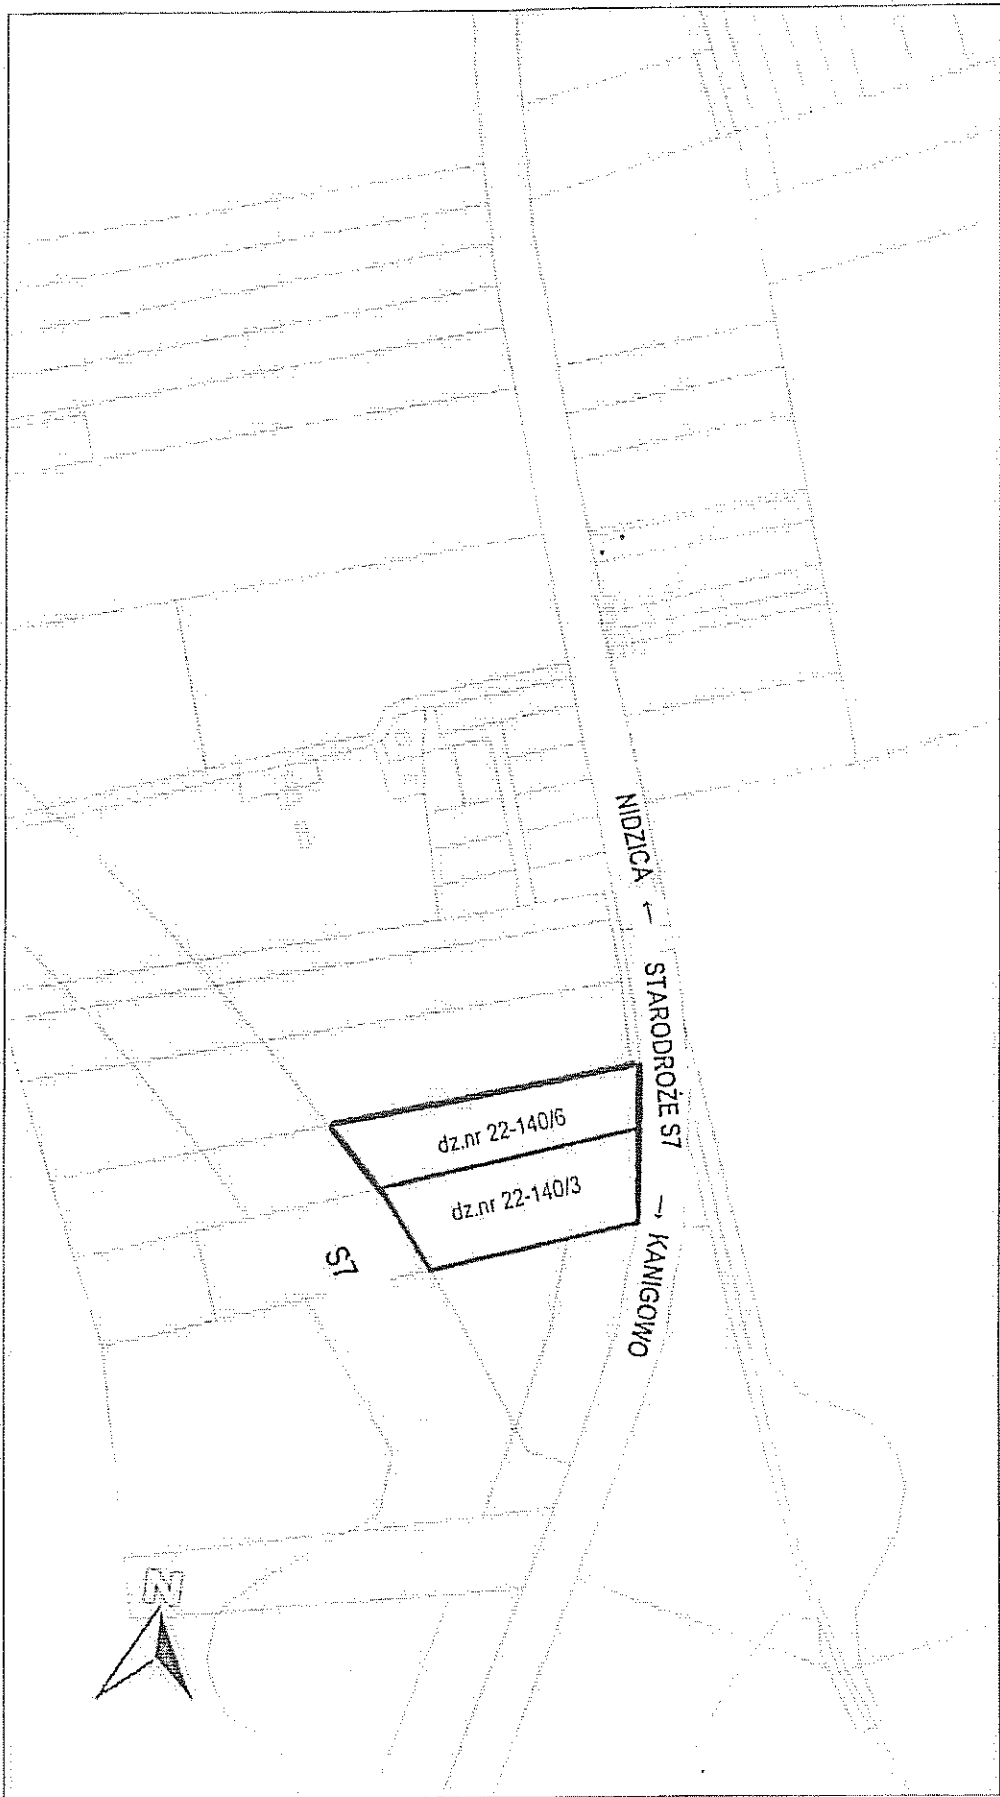 NIDZICA ← STARODROŻE S7 → KANIGOWO
dz.nr 22-140/6
dz.nr 22-140/3
S7
N